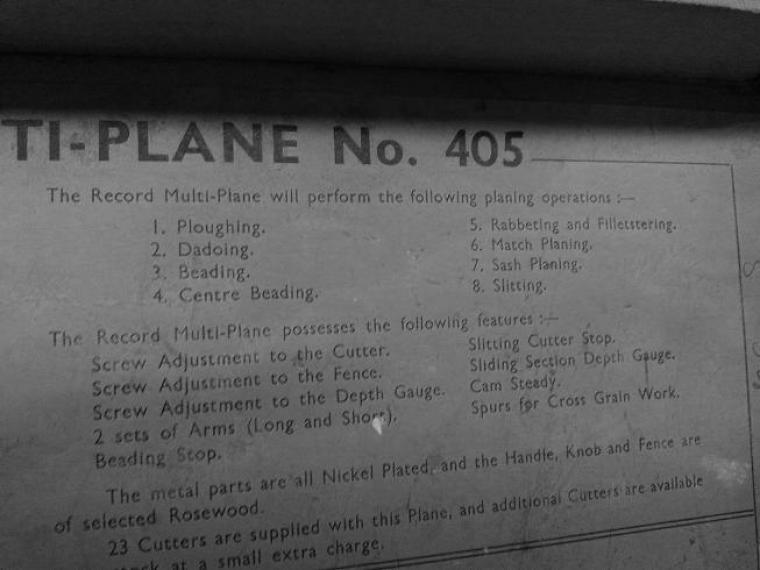 TI-PLANE No. 405
The Record Multi-Plane will perform the following planing operations :—
1. Ploughing.
2. Dadoing.
3. Beading.
4. Centre Beading.
5. Rabbeting and Filletstering.
6. Match Planing.
7. Sash Planing.
8. Slitting.
The Record Multi-Plane possesses the following features :—
Screw Adjustment to the Cutter.
Screw Adjustment to the Fence.
Screw Adjustment to the Depth Gauge.
2 sets of Arms (Long and Short).
Beading Stop.
Slitting Cutter Stop.
Sliding Section Depth Gauge.
Cam Steady.
Spurs for Cross Grain Work.
The metal parts are all Nickel Plated, and the Handle, Knob and Fence are
of selected Rosewood.
23 Cutters are supplied with this Plane, and additional Cutters are available
at a small extra charge.